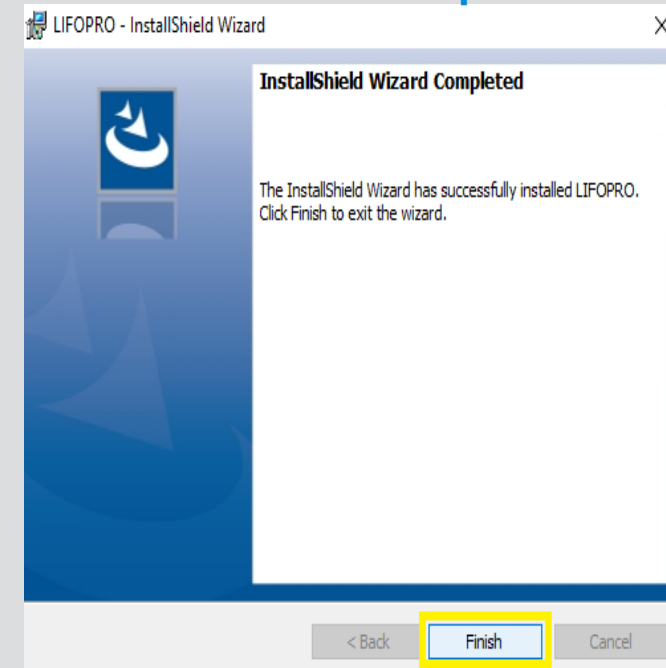 LIFOPRO - InstallShield Wizard
InstallShield Wizard Completed
The InstallShield Wizard has successfully installed LIFOPRO.
Click Finish to exit the wizard.
< Back
Finish
Cancel